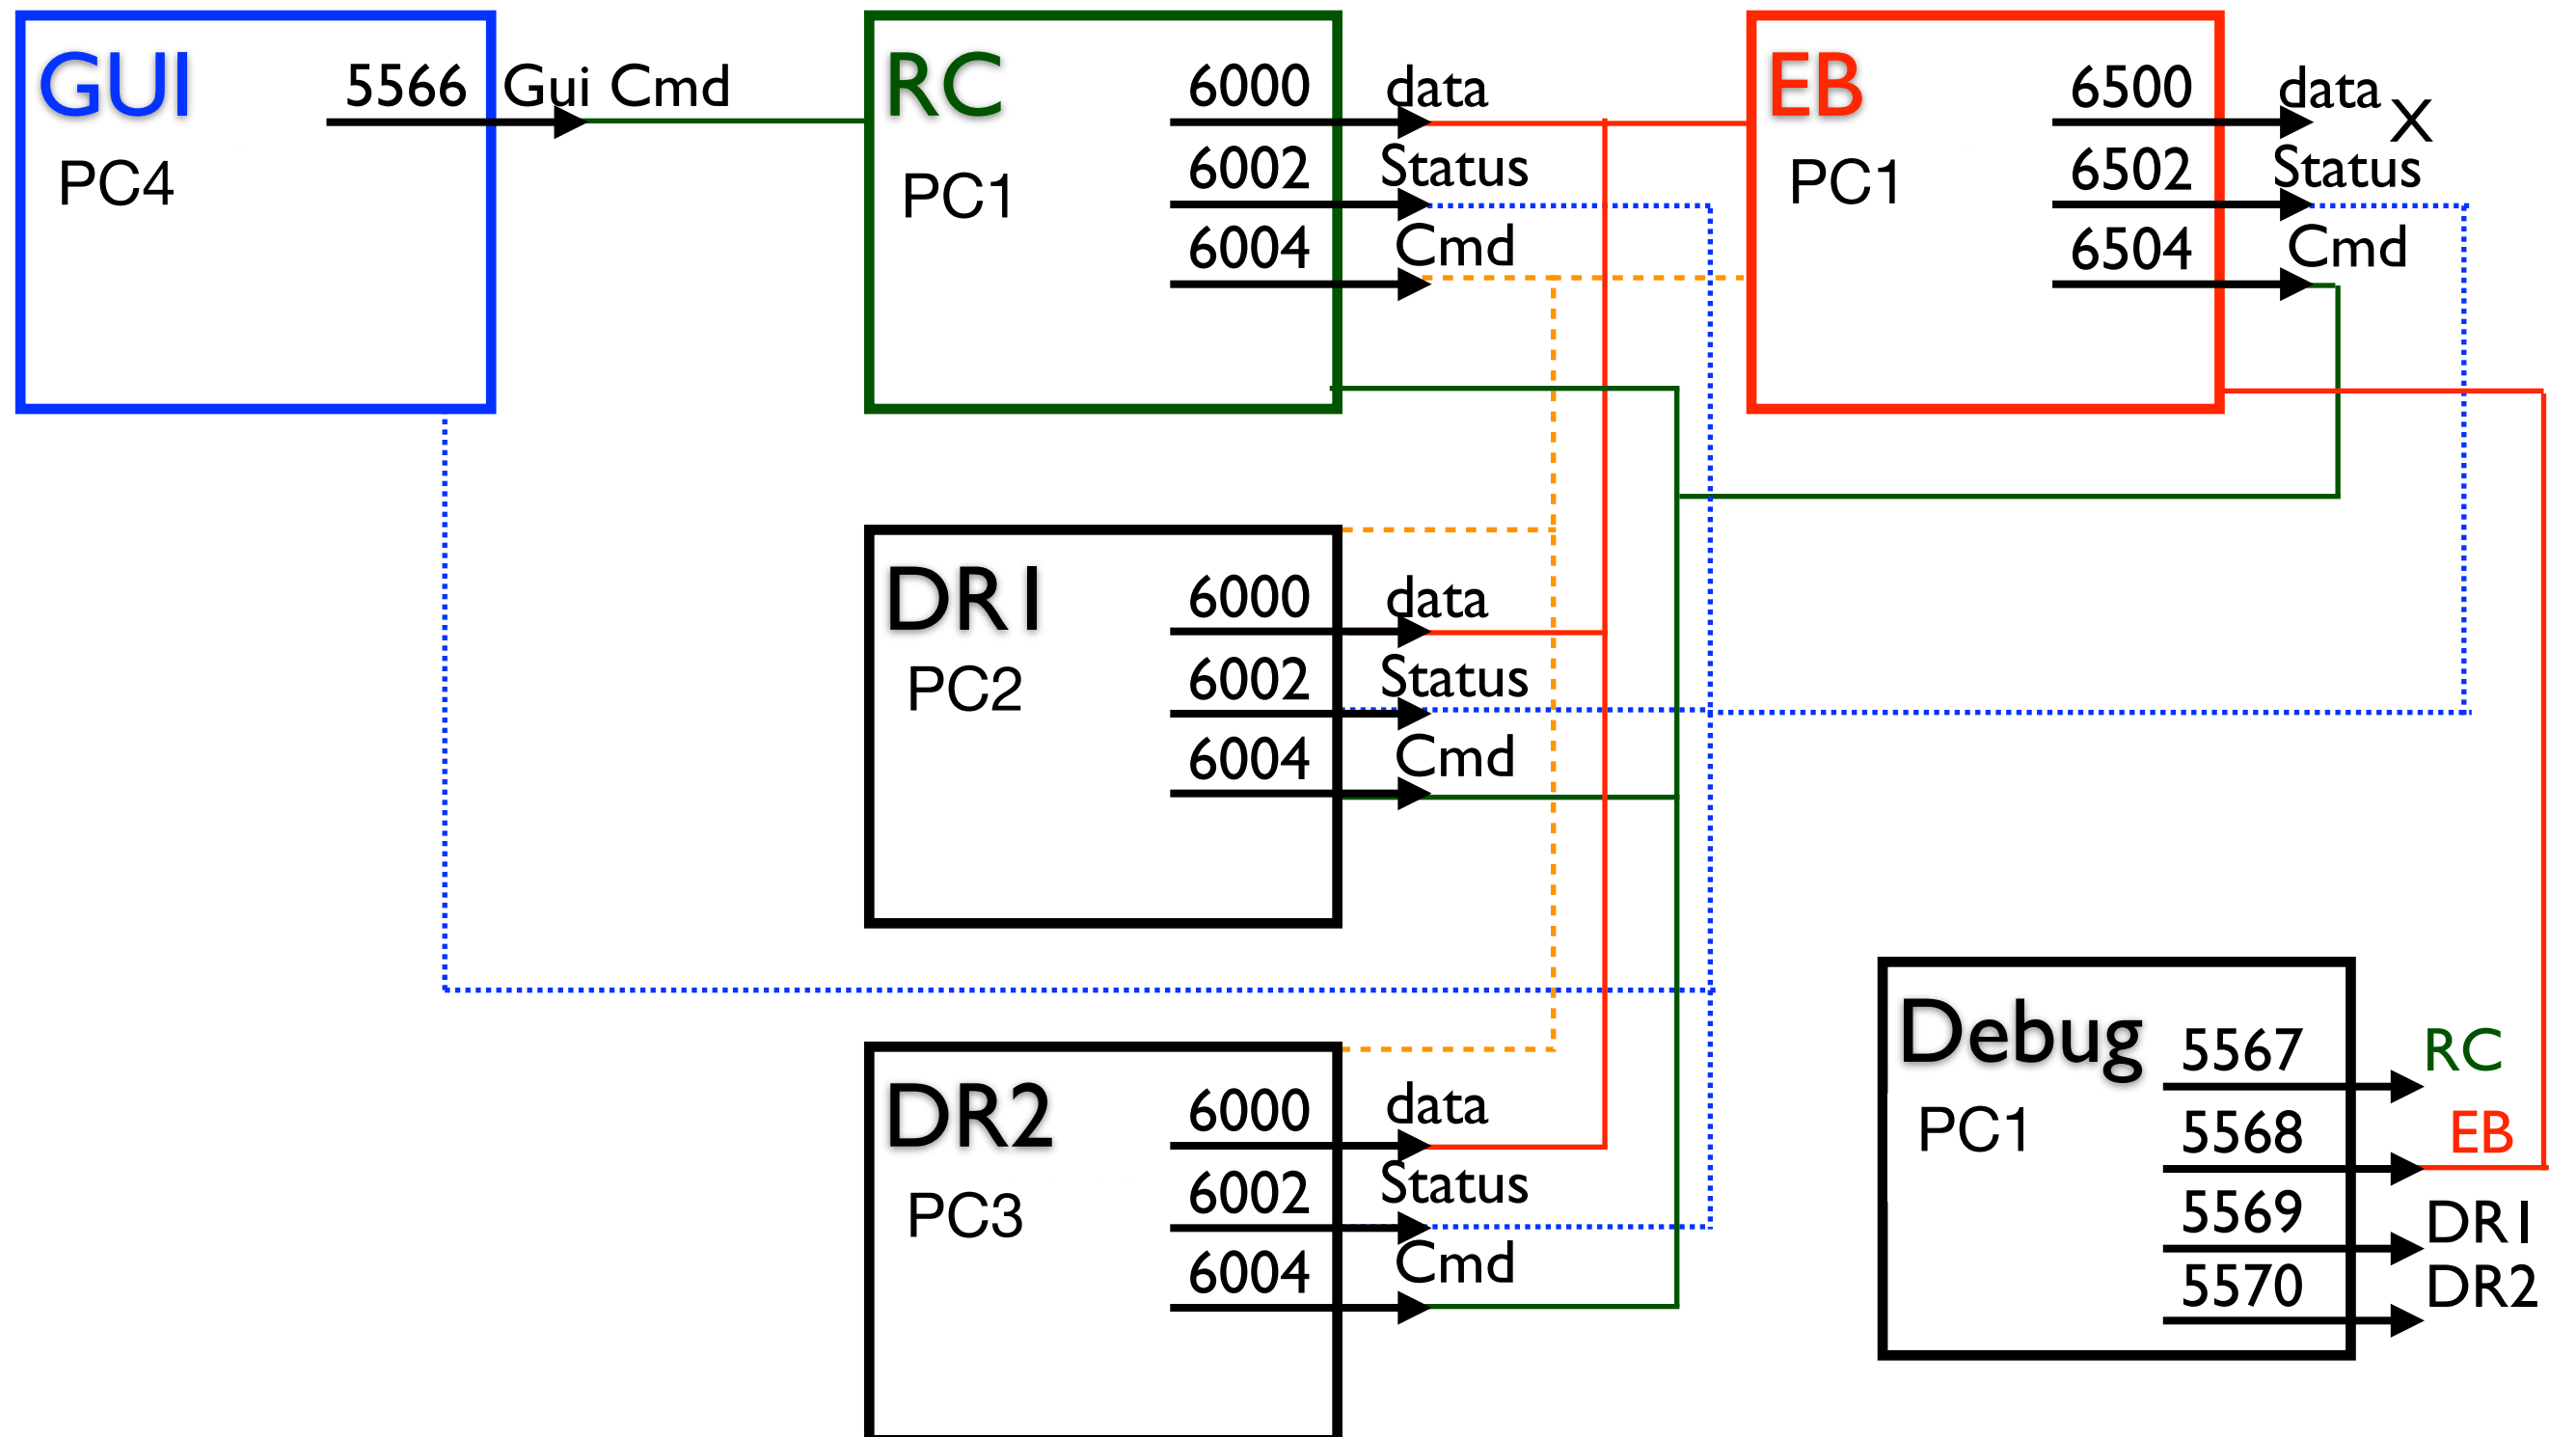 GUI
5566 Gui Cmd
PC4
RC
6000 data
PC1
6002 Status
6004 Cmd
EB
6500 data X
PC1
6502 Status
6504 Cmd
DR1
6000 data
PC2
6002 Status
6004 Cmd
DR2
6000 data
PC3
6002 Status
6004 Cmd
Debug
5567 RC
PC1
5568 EB
5569 DR1
5570 DR2